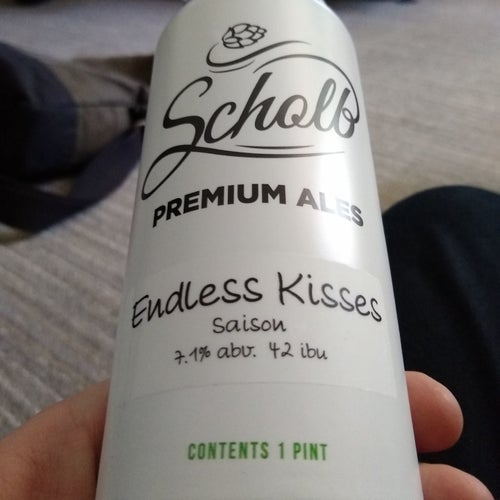 Scholb
PREMIUM ALES
Endless Kisses
Saison
7.1% abv. 42 ibu
CONTENTS 1 PINT